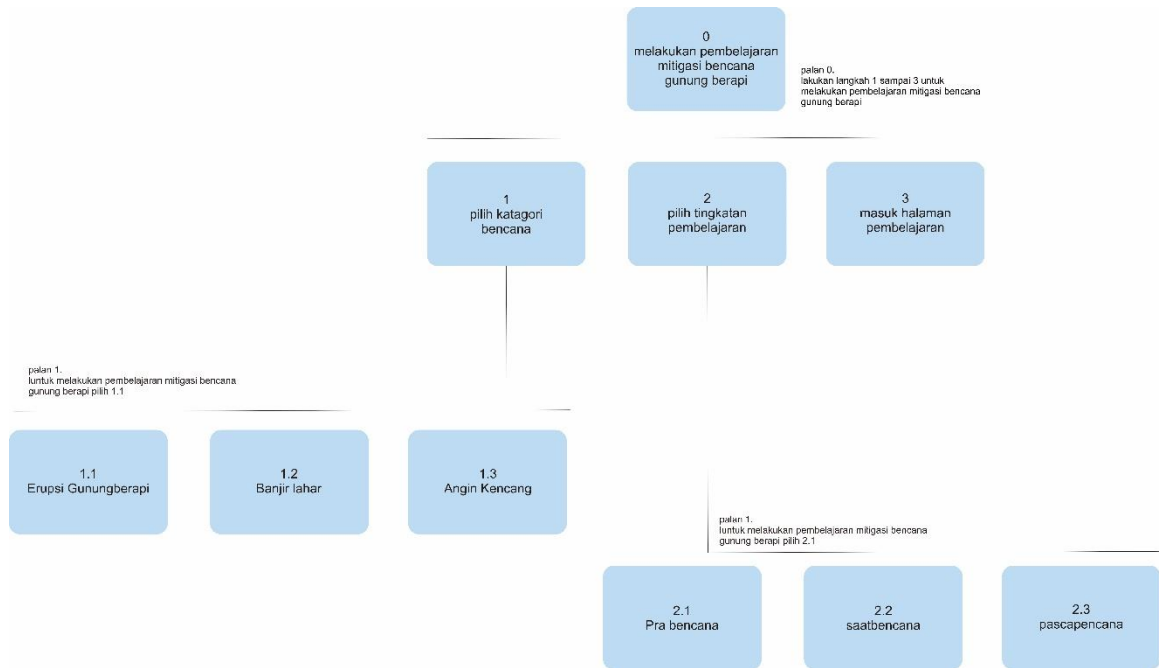 0
melakukan pembelajaran
mitigasi bencana
gunung berapi
palan 0.
lakukan langkah 1 sampai 3 untuk
melakukan pembelajaran mitigasi bencana
gunung berapi
1
pilih katagori
bencana
2
pilih tingkatan
pembelajaran
3
masuk halaman
pembelajaran
palan 1.
luntuk melakukan pembelajaran mitigasi bencana
gunung berapi pilih 1.1
1.1
Erupsi Gunungberapi
1.2
Banjir lahar
1.3
Angin Kencang
palan 1.
luntuk melakukan pembelajaran mitigasi bencana
gunung berapi pilih 2.1
2.1
Pra bencana
2.2
saatbencana
2.3
pascapencana